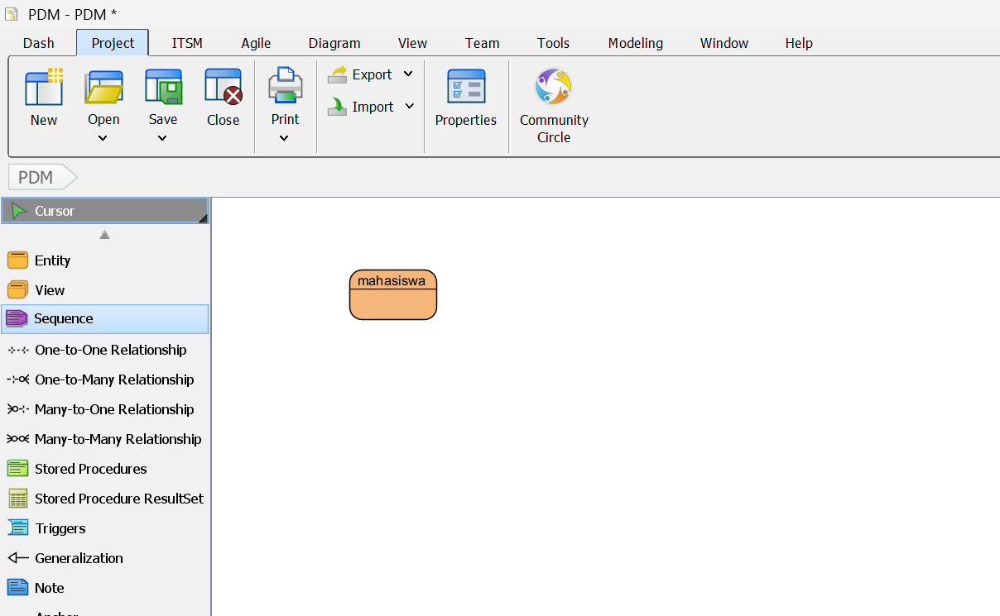 PDM - PDM *
Dash Project ITSM Agile Diagram View Team Tools Modeling Window Help
New Open Save Close Print Export Import Properties Community Circle
PDM
Cursor
Entity
View
Sequence
One-to-One Relationship
One-to-Many Relationship
Many-to-One Relationship
Many-to-Many Relationship
Stored Procedures
Stored Procedure ResultSet
Triggers
Generalization
Note
mahasiswa